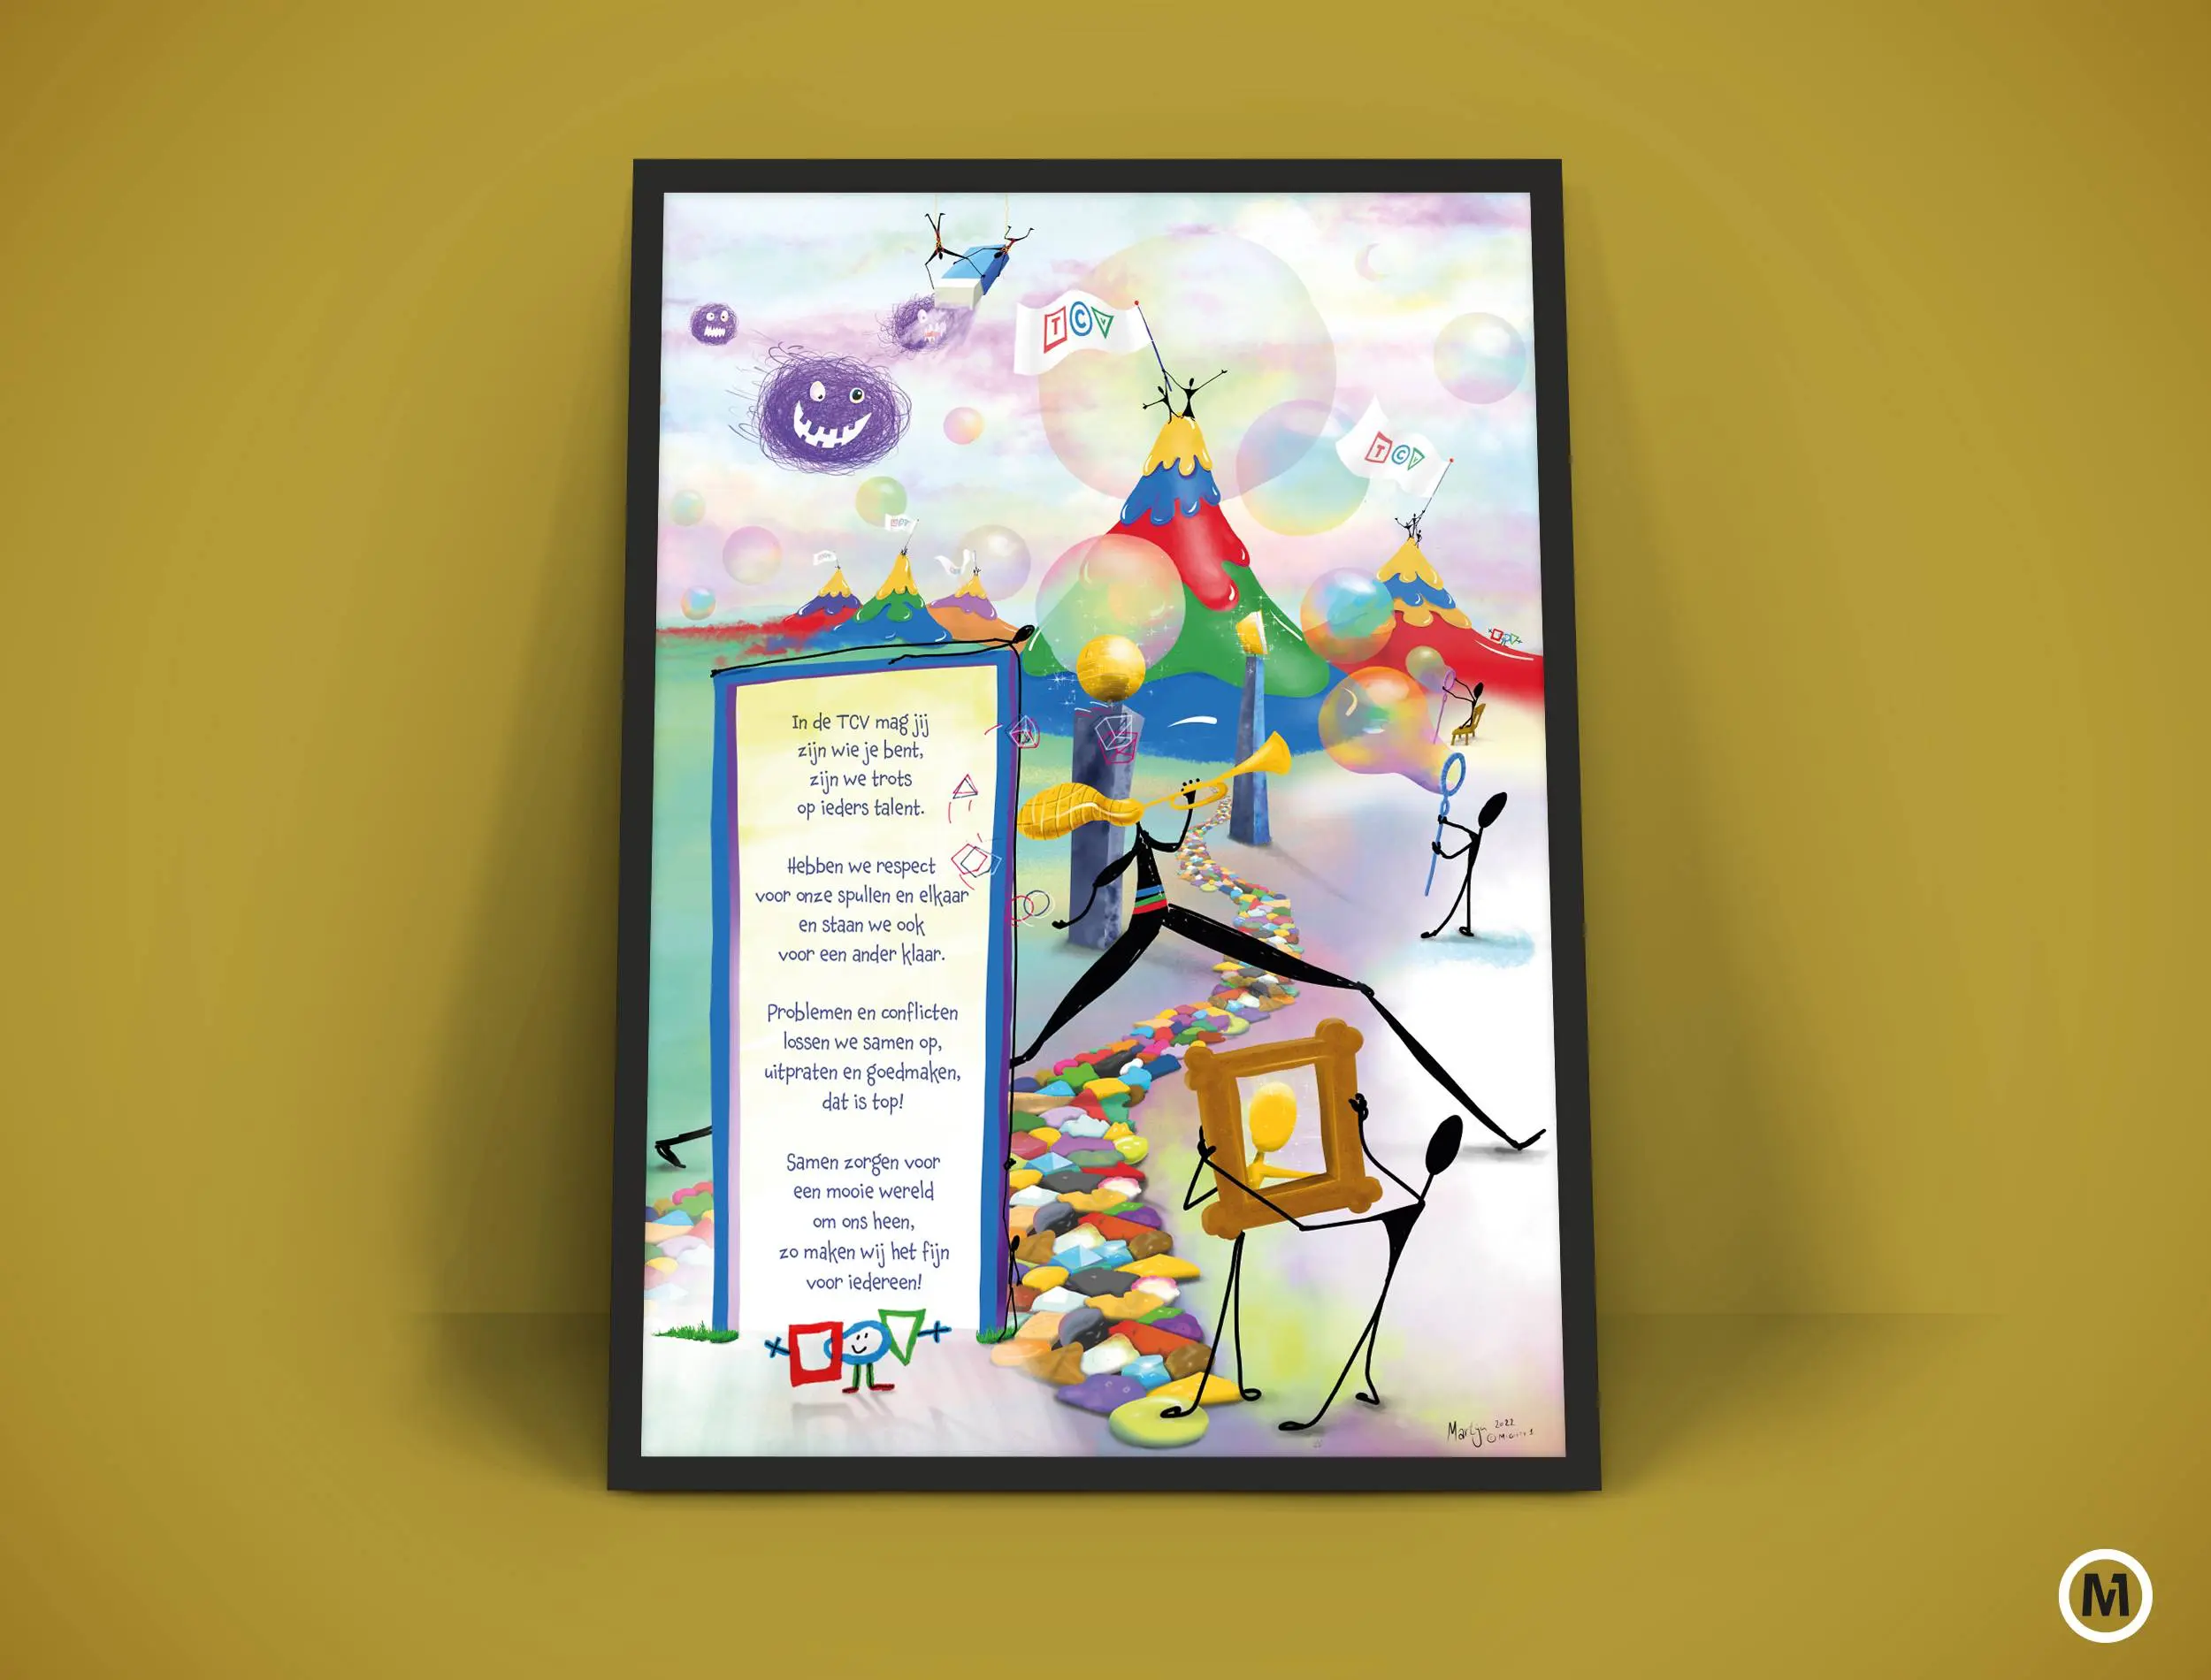 TCV
TCV
TCV
In de TCV mag jij
zijn wie je bent,
zijn we trots
op ieders talent.
Hebben we respect
voor onze spullen en elkaar
en staan we ook
voor een ander klaar.
Problemen en conflicten
lossen we samen op,
uitpraten en goedmaken,
dat is top!
Samen zorgen voor
een mooie wereld
om ons heen,
zo maken wij het fijn
voor iedereen!
Martijn 2022
M1